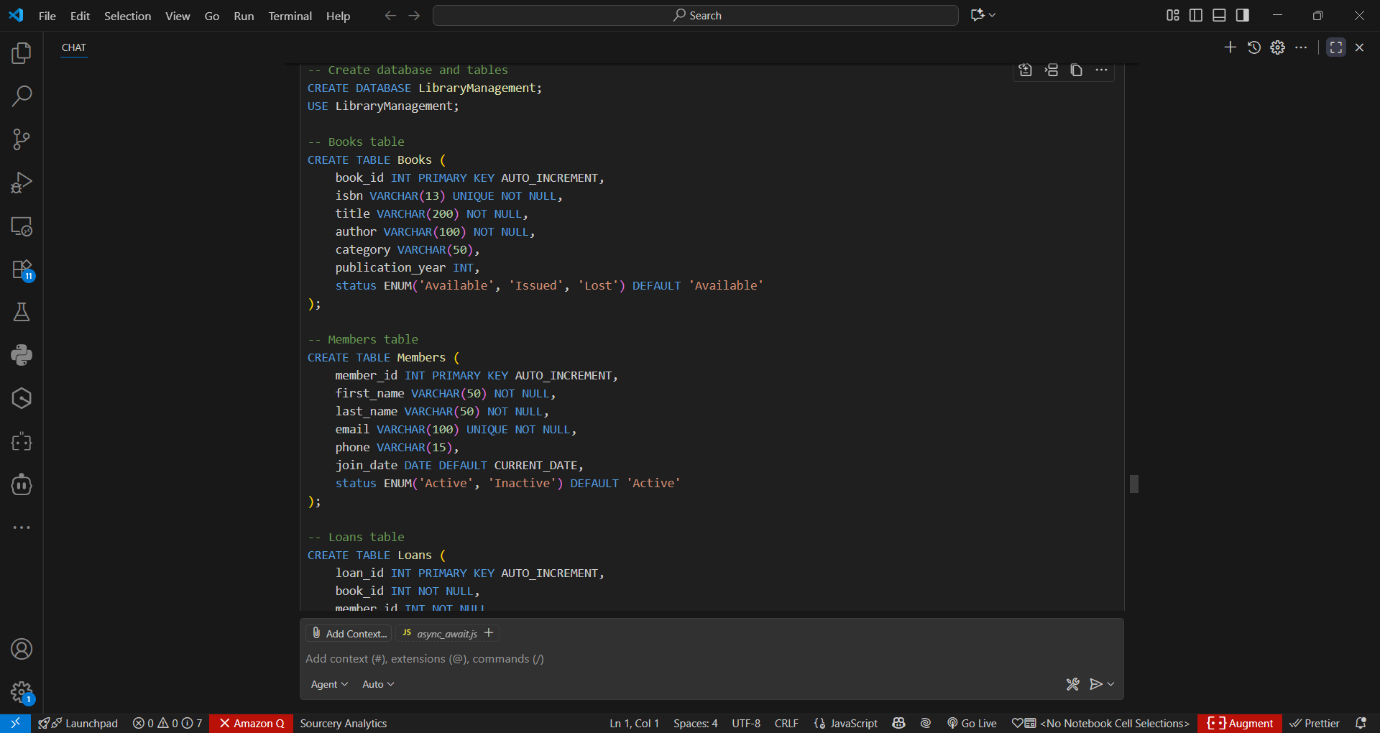 File Edit Selection View Go Run Terminal Help Search
CHAT
-- Create database and tables
CREATE DATABASE LibraryManagement;
USE LibraryManagement;
-- Books table
CREATE TABLE Books (
book_id INT PRIMARY KEY AUTO_INCREMENT,
isbn VARCHAR(13) UNIQUE NOT NULL,
title VARCHAR(200) NOT NULL,
author VARCHAR(100) NOT NULL,
category VARCHAR(50),
publication_year INT,
status ENUM('Available', 'Issued', 'Lost') DEFAULT 'Available'
);
-- Members table
CREATE TABLE Members (
member_id INT PRIMARY KEY AUTO_INCREMENT,
first_name VARCHAR(50) NOT NULL,
last_name VARCHAR(50) NOT NULL,
email VARCHAR(100) UNIQUE NOT NULL,
phone VARCHAR(15),
join_date DATE DEFAULT CURRENT_DATE,
status ENUM('Active', 'Inactive') DEFAULT 'Active'
);
-- Loans table
CREATE TABLE Loans (
loan_id INT PRIMARY KEY AUTO_INCREMENT,
book_id INT NOT NULL,
member_id INT NOT NULL
11
Add Context... JS async_await.js +
Add context (#), extensions (@), commands (/)
Agent Auto
1
Launchpad 0 0 7 Amazon Q Sourcery Analytics Ln 1, Col 1 Spaces: 4 UTF-8 CRLF {} JavaScript Go Live <No Notebook Cell Selections> Augment Prettier